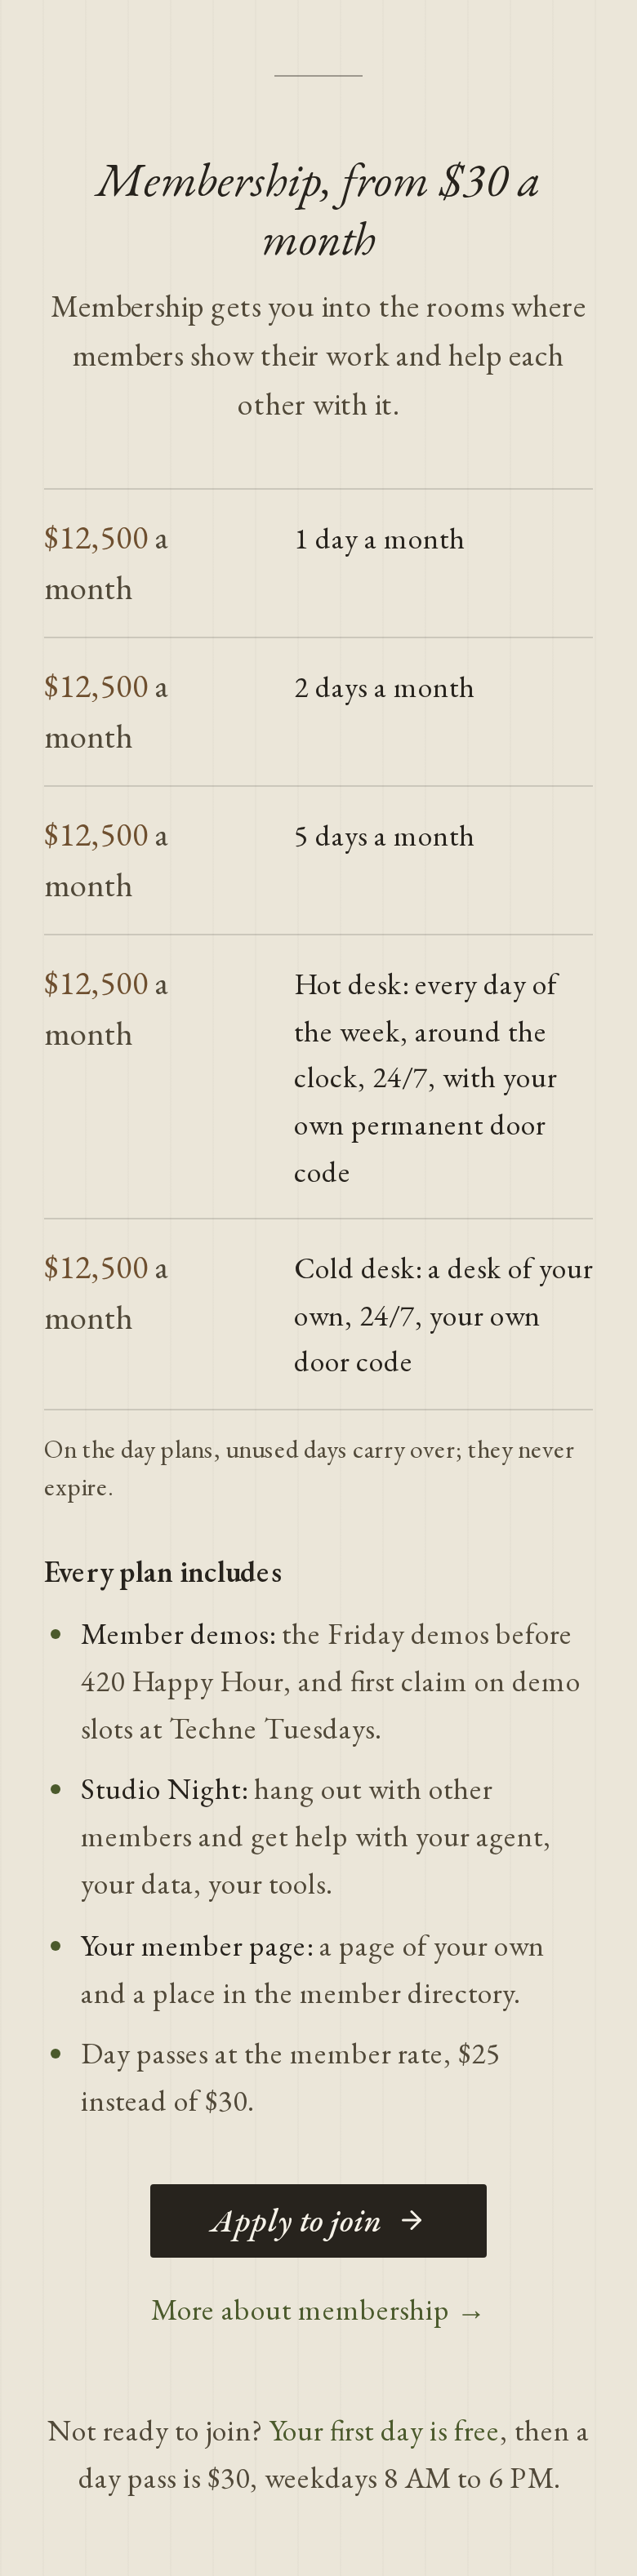 Membership, from $30 a
month
Membership gets you into the rooms where
members show their work and help each
other with it.
$12,500 a
month
1 day a month
$12,500 a
month
2 days a month
$12,500 a
month
5 days a month
$12,500 a
month
Hot desk: every day of
the week, around the
clock, 24/7, with your
own permanent door
code
$12,500 a
month
Cold desk: a desk of your
own, 24/7, your own
door code
On the day plans, unused days carry over; they never
expire.
Every plan includes
• Member demos: the Friday demos before
420 Happy Hour, and first claim on demo
slots at Techne Tuesdays.
• Studio Night: hang out with other
members and get help with your agent,
your data, your tools.
• Your member page: a page of your own
and a place in the member directory.
• Day passes at the member rate, $25
instead of $30.
Apply to join →
More about membership →
Not ready to join? Your first day is free, then a
day pass is $30, weekdays 8 AM to 6 PM.